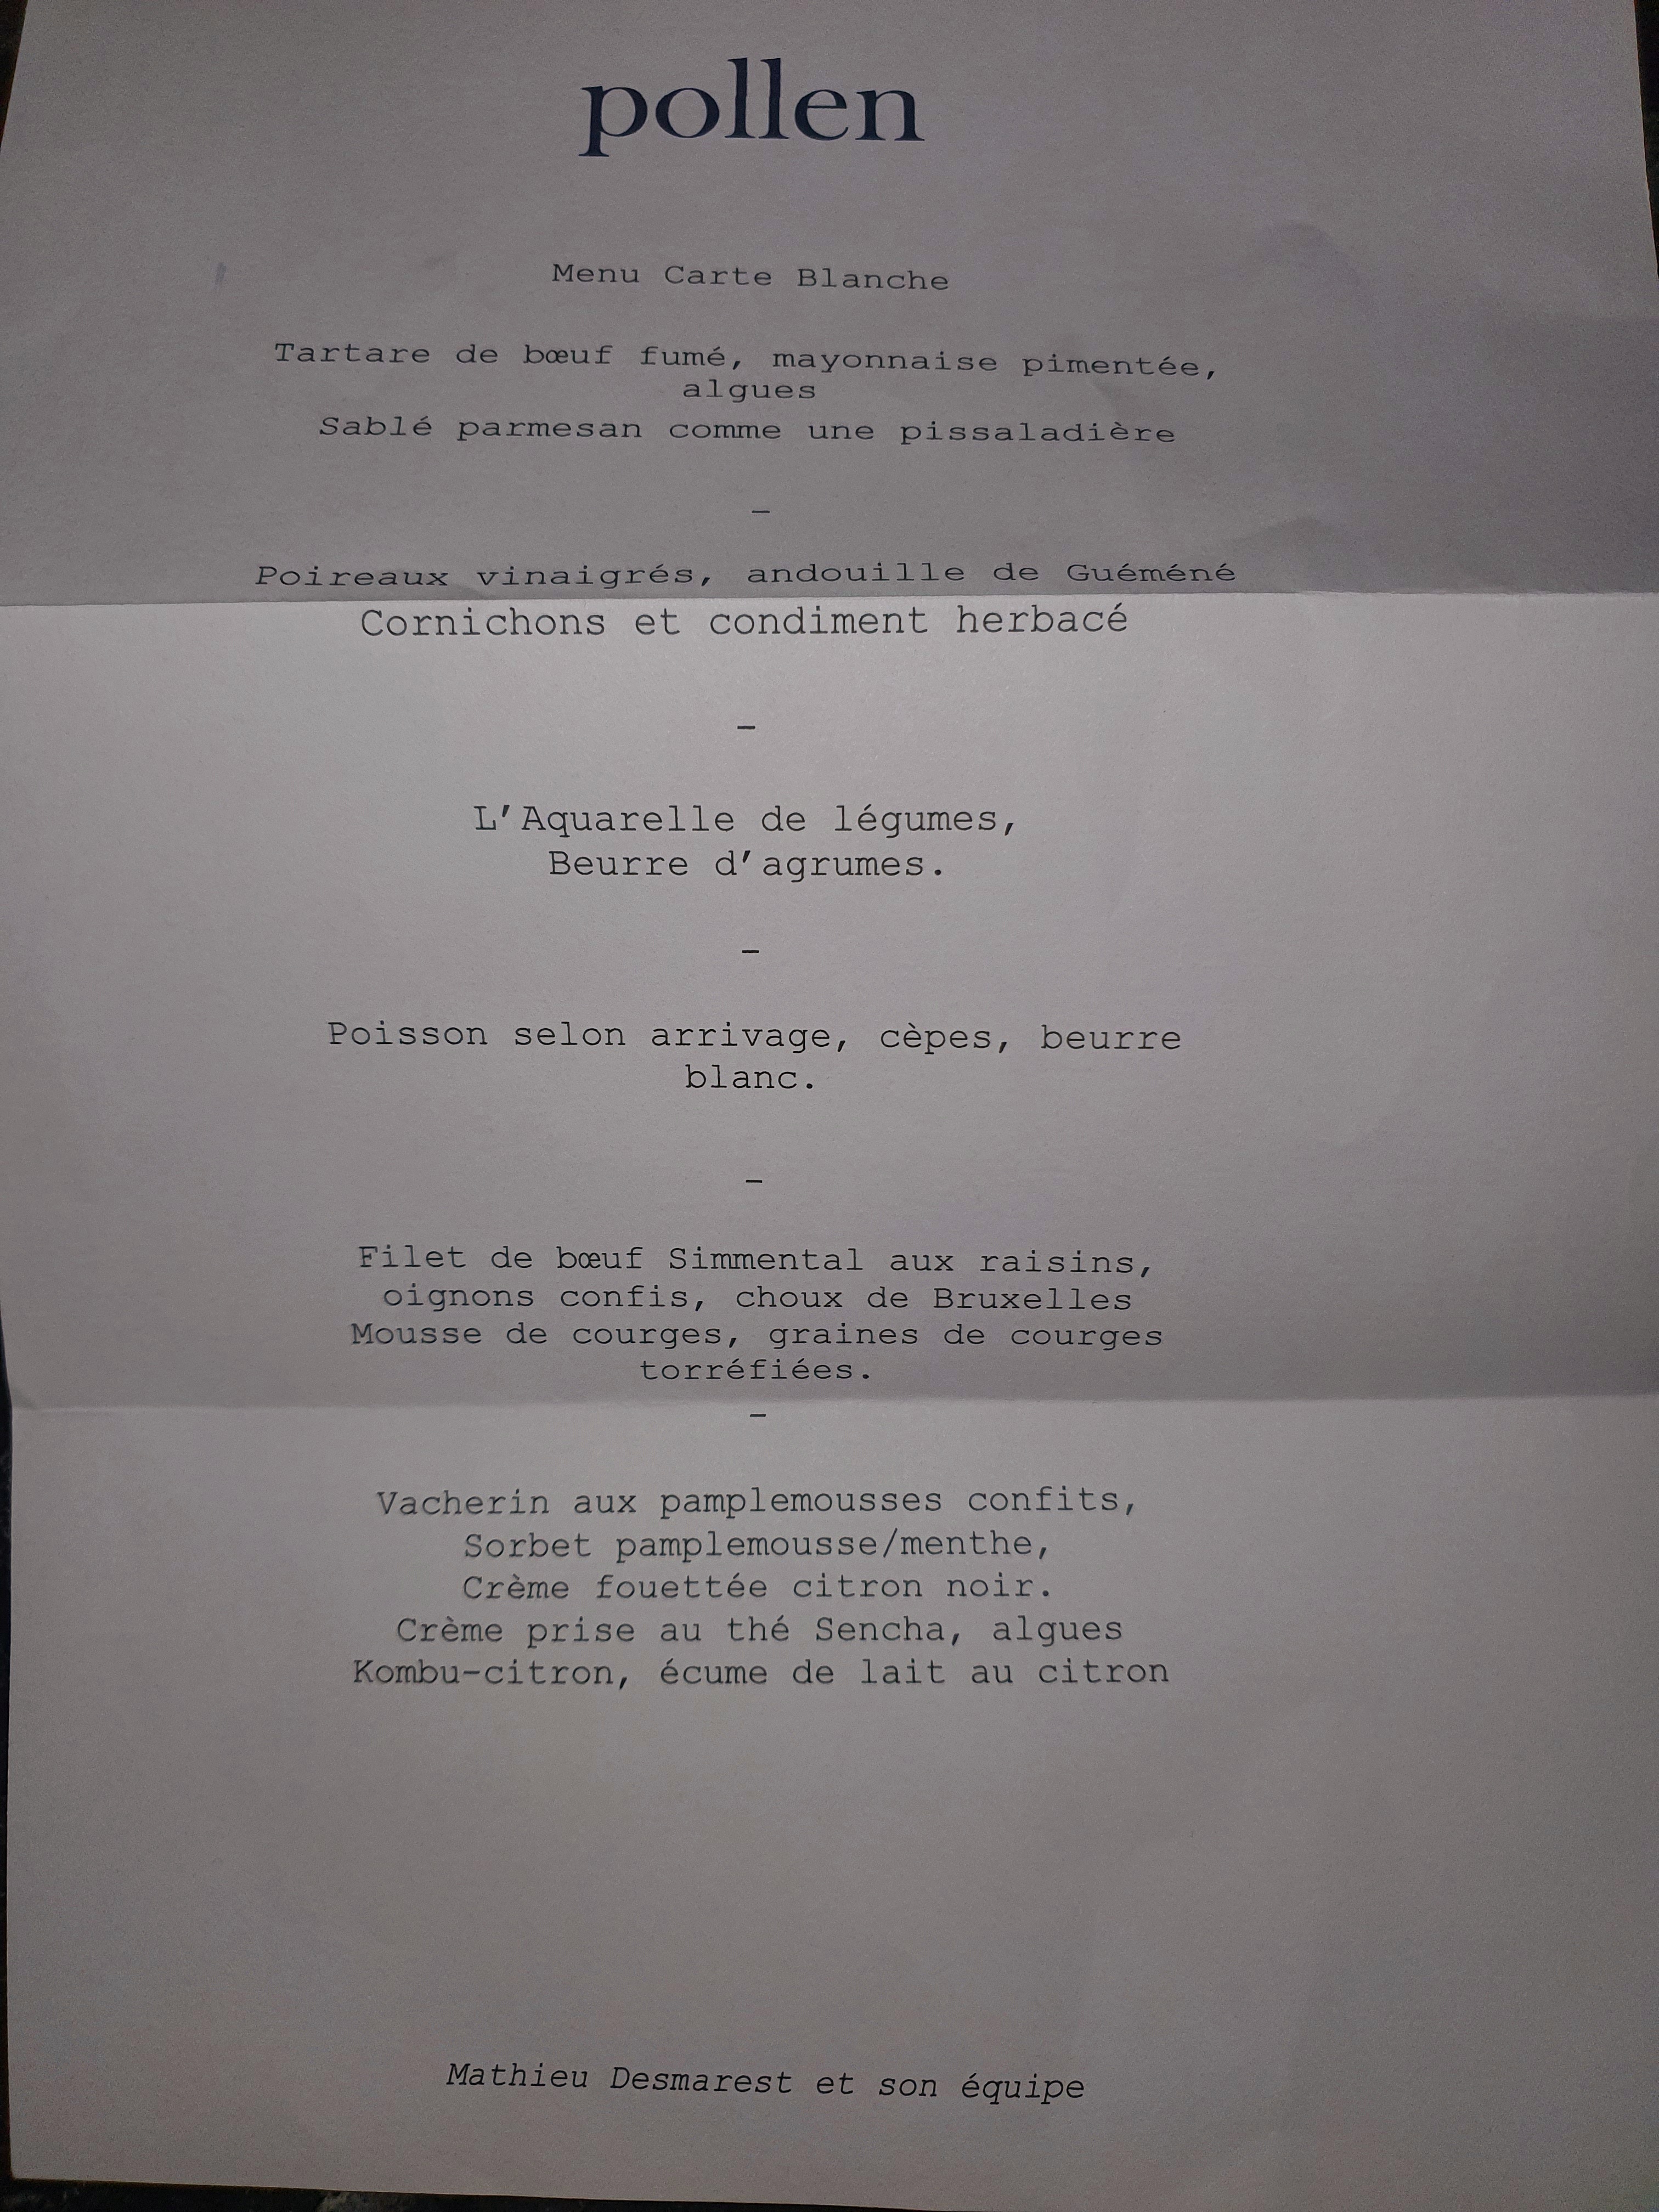 pollen
Menu Carte Blanche
Tartare de bœuf fumé, mayonnaise pimentée,
algues
Sablé parmesan comme une pissaladière
–
Poireaux vinaigrés, andouille de Guéméné
Cornichons et condiment herbacé
–
L'Aquarelle de légumes,
Beurre d'agrumes.
–
Poisson selon arrivage, cèpes, beurre
blanc.
–
Filet de bœuf Simmental aux raisins,
oignons confis, choux de Bruxelles
Mousse de courges, graines de courges
torréfiées.
–
Vacherin aux pamplemousses confits,
Sorbet pamplemousse/menthe,
Crème fouettée citron noir.
Crème prise au thé Sencha, algues
Kombu-citron, écume de lait au citron
Mathieu Desmarest et son équipe